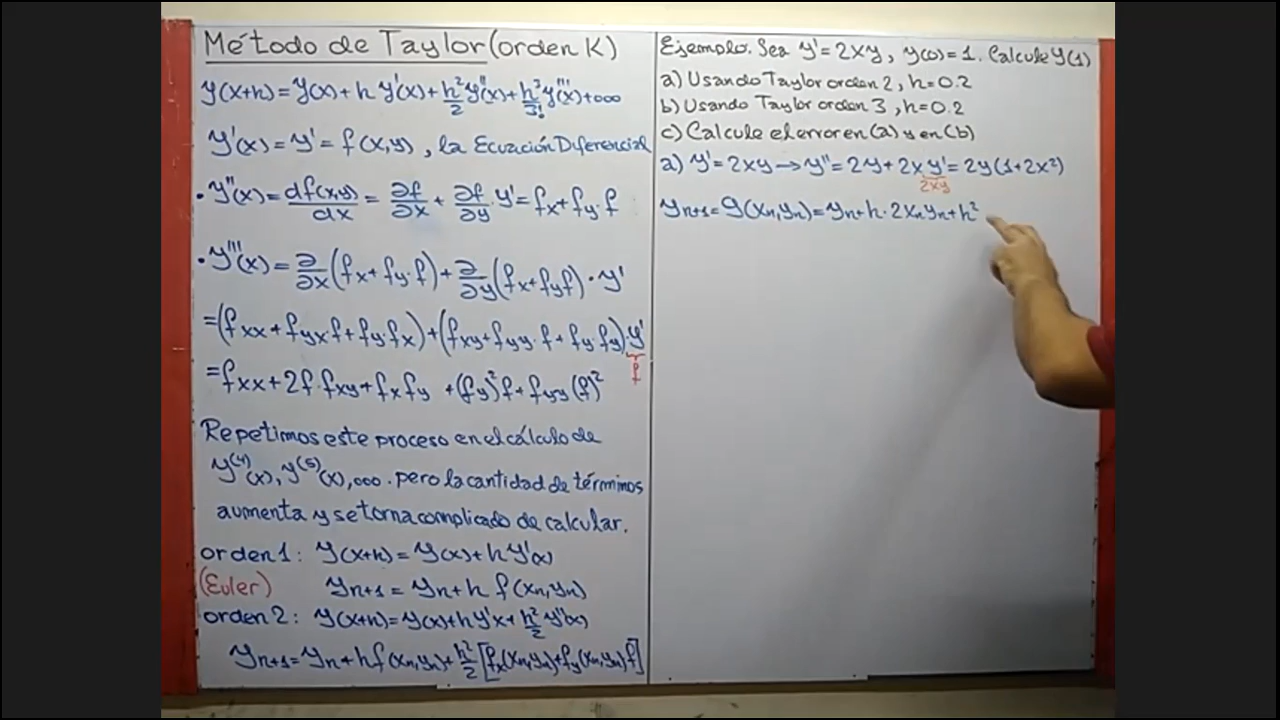 Método de Taylor (orden K)
y(x+h) = y(x) + h y'(x) + h²/2 y''(x) + h³/3! y'''(x) + ooo
y'(x) = y' = f(x,y) , la Ecuación Diferencial
• y''(x) = df(x,y)/dx = ∂f/∂x + ∂f/∂y · y' = fx + fy · f
• y'''(x) = ∂/∂x (fx + fy · f) + ∂/∂y (fx + fy f) • y'
= (fxx + fyx · f + fy · fx) + (fxy + fyy · f + fy · fy) · y'
f
= fxx + 2f · fxy + fx fy + (fy)² f + fyy (f)²
Repetimos este proceso en el cálculo de
y⁽⁴⁾(x), y⁽⁵⁾(x), ooo . pero la cantidad de términos
aumenta y se torna complicado de calcular.
orden 1 : y(x+h) = y(x) + h y'(x)
(Euler) yn+1 = yn + h f(xn,yn)
orden 2 : y(x+h) = y(x) + h y'x + h²/2 y''(x)
yn+1 = yn + h f(xn,yn) + h²/2 [fx(xn,yn) + fy(xn,yn) f]
Ejemplo. Sea y' = 2xy , y(0) = 1 . Calcule y(1)
a) Usando Taylor orden 2 , h = 0.2
b) Usando Taylor orden 3 , h = 0.2
c) Calcule el error en (a) y en (b)
a) y' = 2xy → y'' = 2y + 2x y' = 2y(1+2x²)
2xy
yn+1 = g(xn,yn) = yn + h · 2xn yn + h²